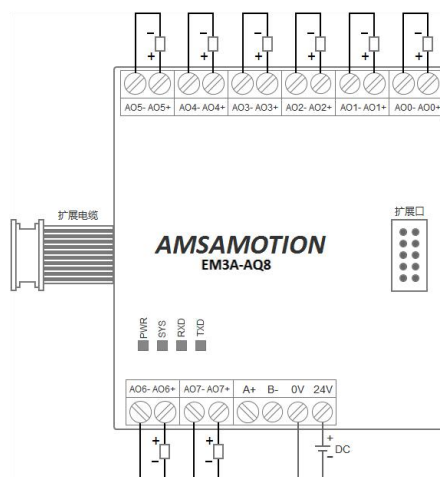 − − − − − −
+ + + + + +
AO5- AO5+ AO4- AO4+ AO3- AO3+ AO2- AO2+ AO1- AO1+ AO0- AO0+
扩展电缆
扩展口
AMSAMOTION
EM3A-AQ8
PWR SYS RXD TXD
AO6- AO6+ AO7- AO7+ A+ B- 0V 24V
+ + +
DC
− − −